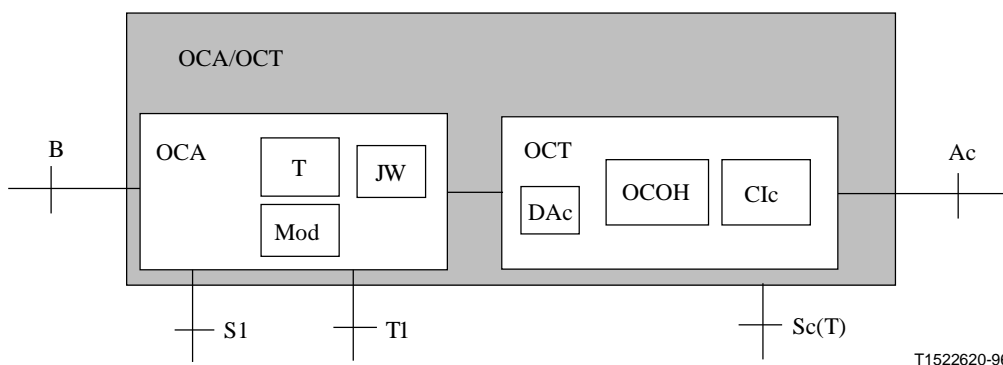 OCA/OCT
B
OCA
T
JW
Mod
OCT
DAc
OCOH
CIc
Ac
S1
T1
Sc(T)
T1522620-96